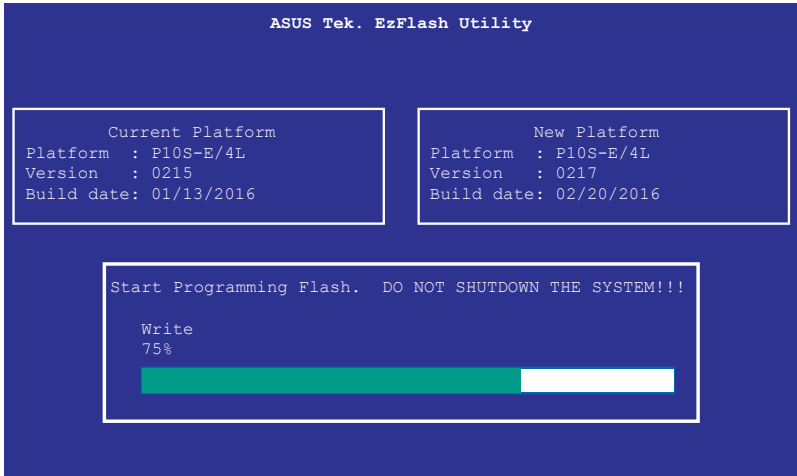 ASUS Tek. EzFlash Utility
Current Platform
Platform  : P10S-E/4L
Version   : 0215
Build date: 01/13/2016
New Platform
Platform  : P10S-E/4L
Version   : 0217
Build date: 02/20/2016
Start Programming Flash.  DO NOT SHUTDOWN THE SYSTEM!!!
Write
75%